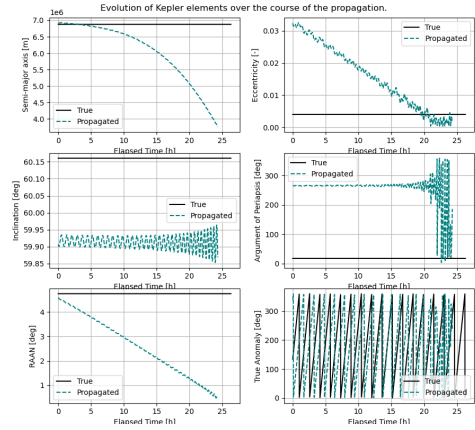 Evolution of Kepler elements over the course of the propagation.
1e6
Semi-major axis [m]
7.0
6.5
6.0
5.5
5.0
4.5
4.0
True
Propagated
0 5 10 15 20 25
Elapsed Time [h]
Eccentricity [-]
0.03
0.02
0.01
0.00
True
Propagated
0 5 10 15 20 25
Elapsed Time [h]
Inclination [deg]
60.15
60.10
60.05
60.00
59.95
59.90
59.85
True
Propagated
0 5 10 15 20 25
Elapsed Time [h]
Argument of Periapsis [deg]
300
200
100
0
True
Propagated
0 5 10 15 20 25
Elapsed Time [h]
RAAN [deg]
4
3
2
1
True
Propagated
0 5 10 15 20 25
Elapsed Time [h]
True Anomaly [deg]
300
200
100
0
True
Propagated
0 5 10 15 20 25
Elapsed Time [h]